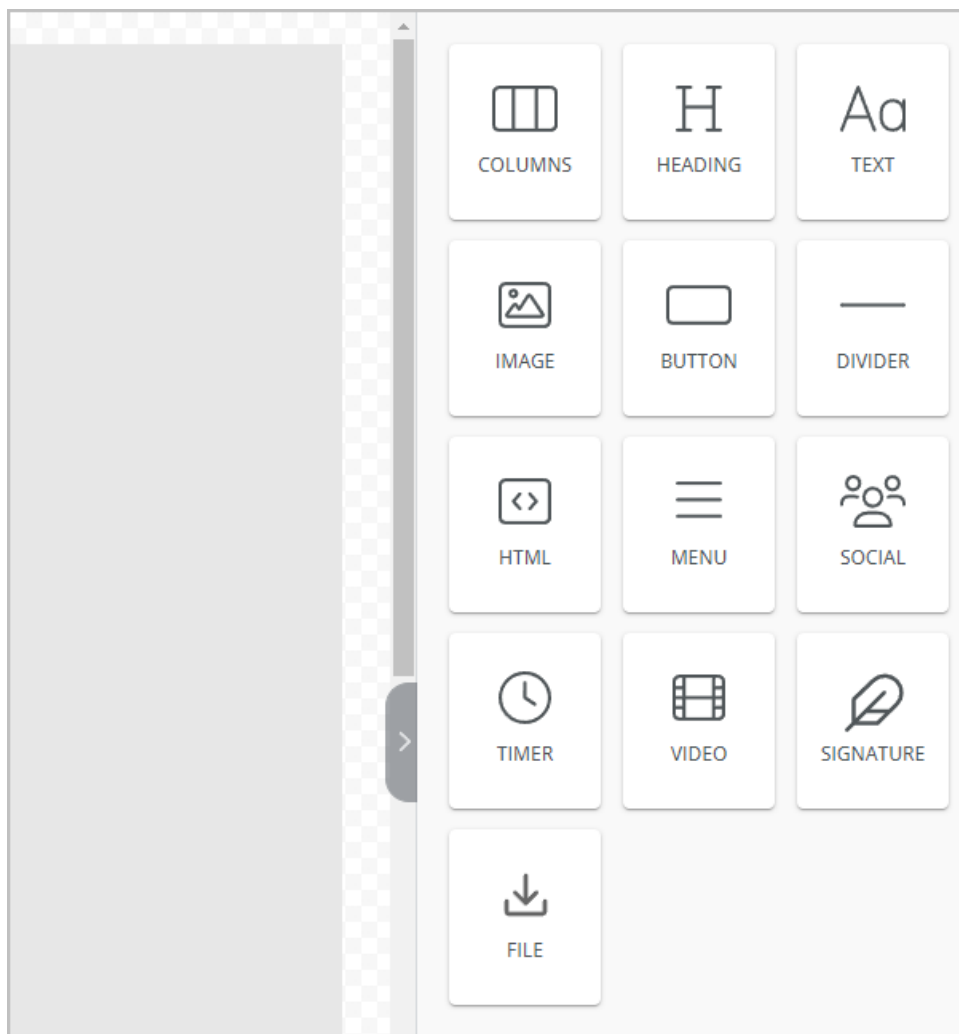 COLUMNS
HEADING
TEXT
IMAGE
BUTTON
DIVIDER
HTML
MENU
SOCIAL
TIMER
VIDEO
SIGNATURE
FILE